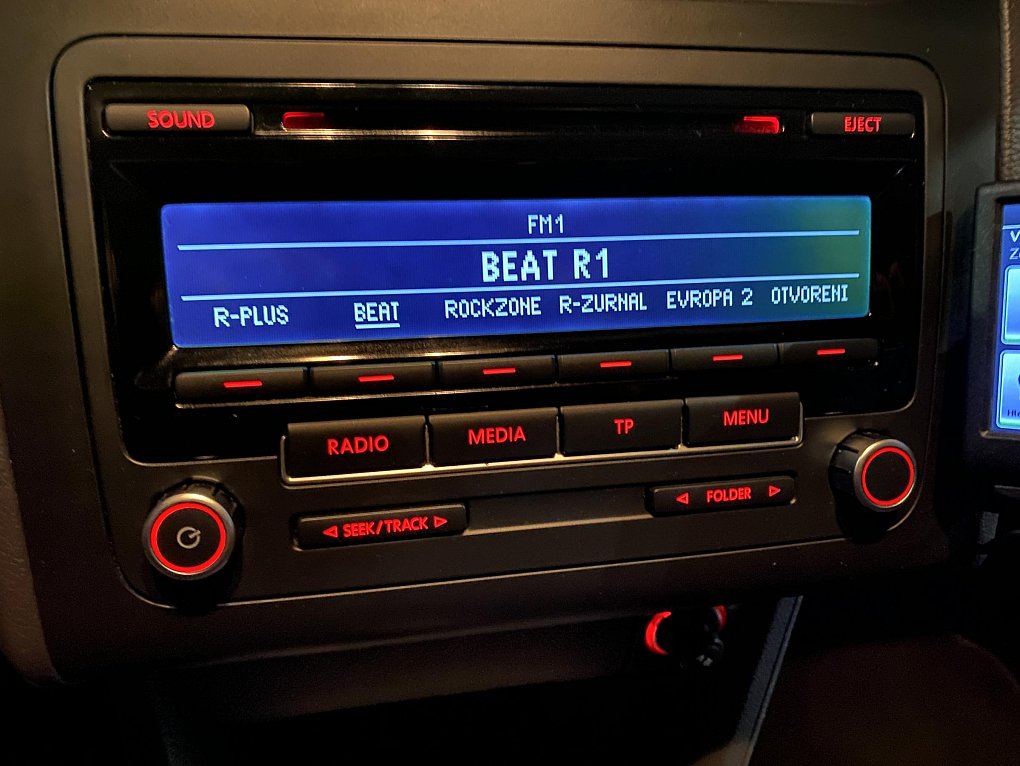 SOUND
EJECT
FM1
BEAT R1
R-PLUS BEAT ROCKZONE R-ZURNAL EVROPA 2 OTVORENI
RADIO MEDIA TP MENU
SEEK/TRACK
FOLDER